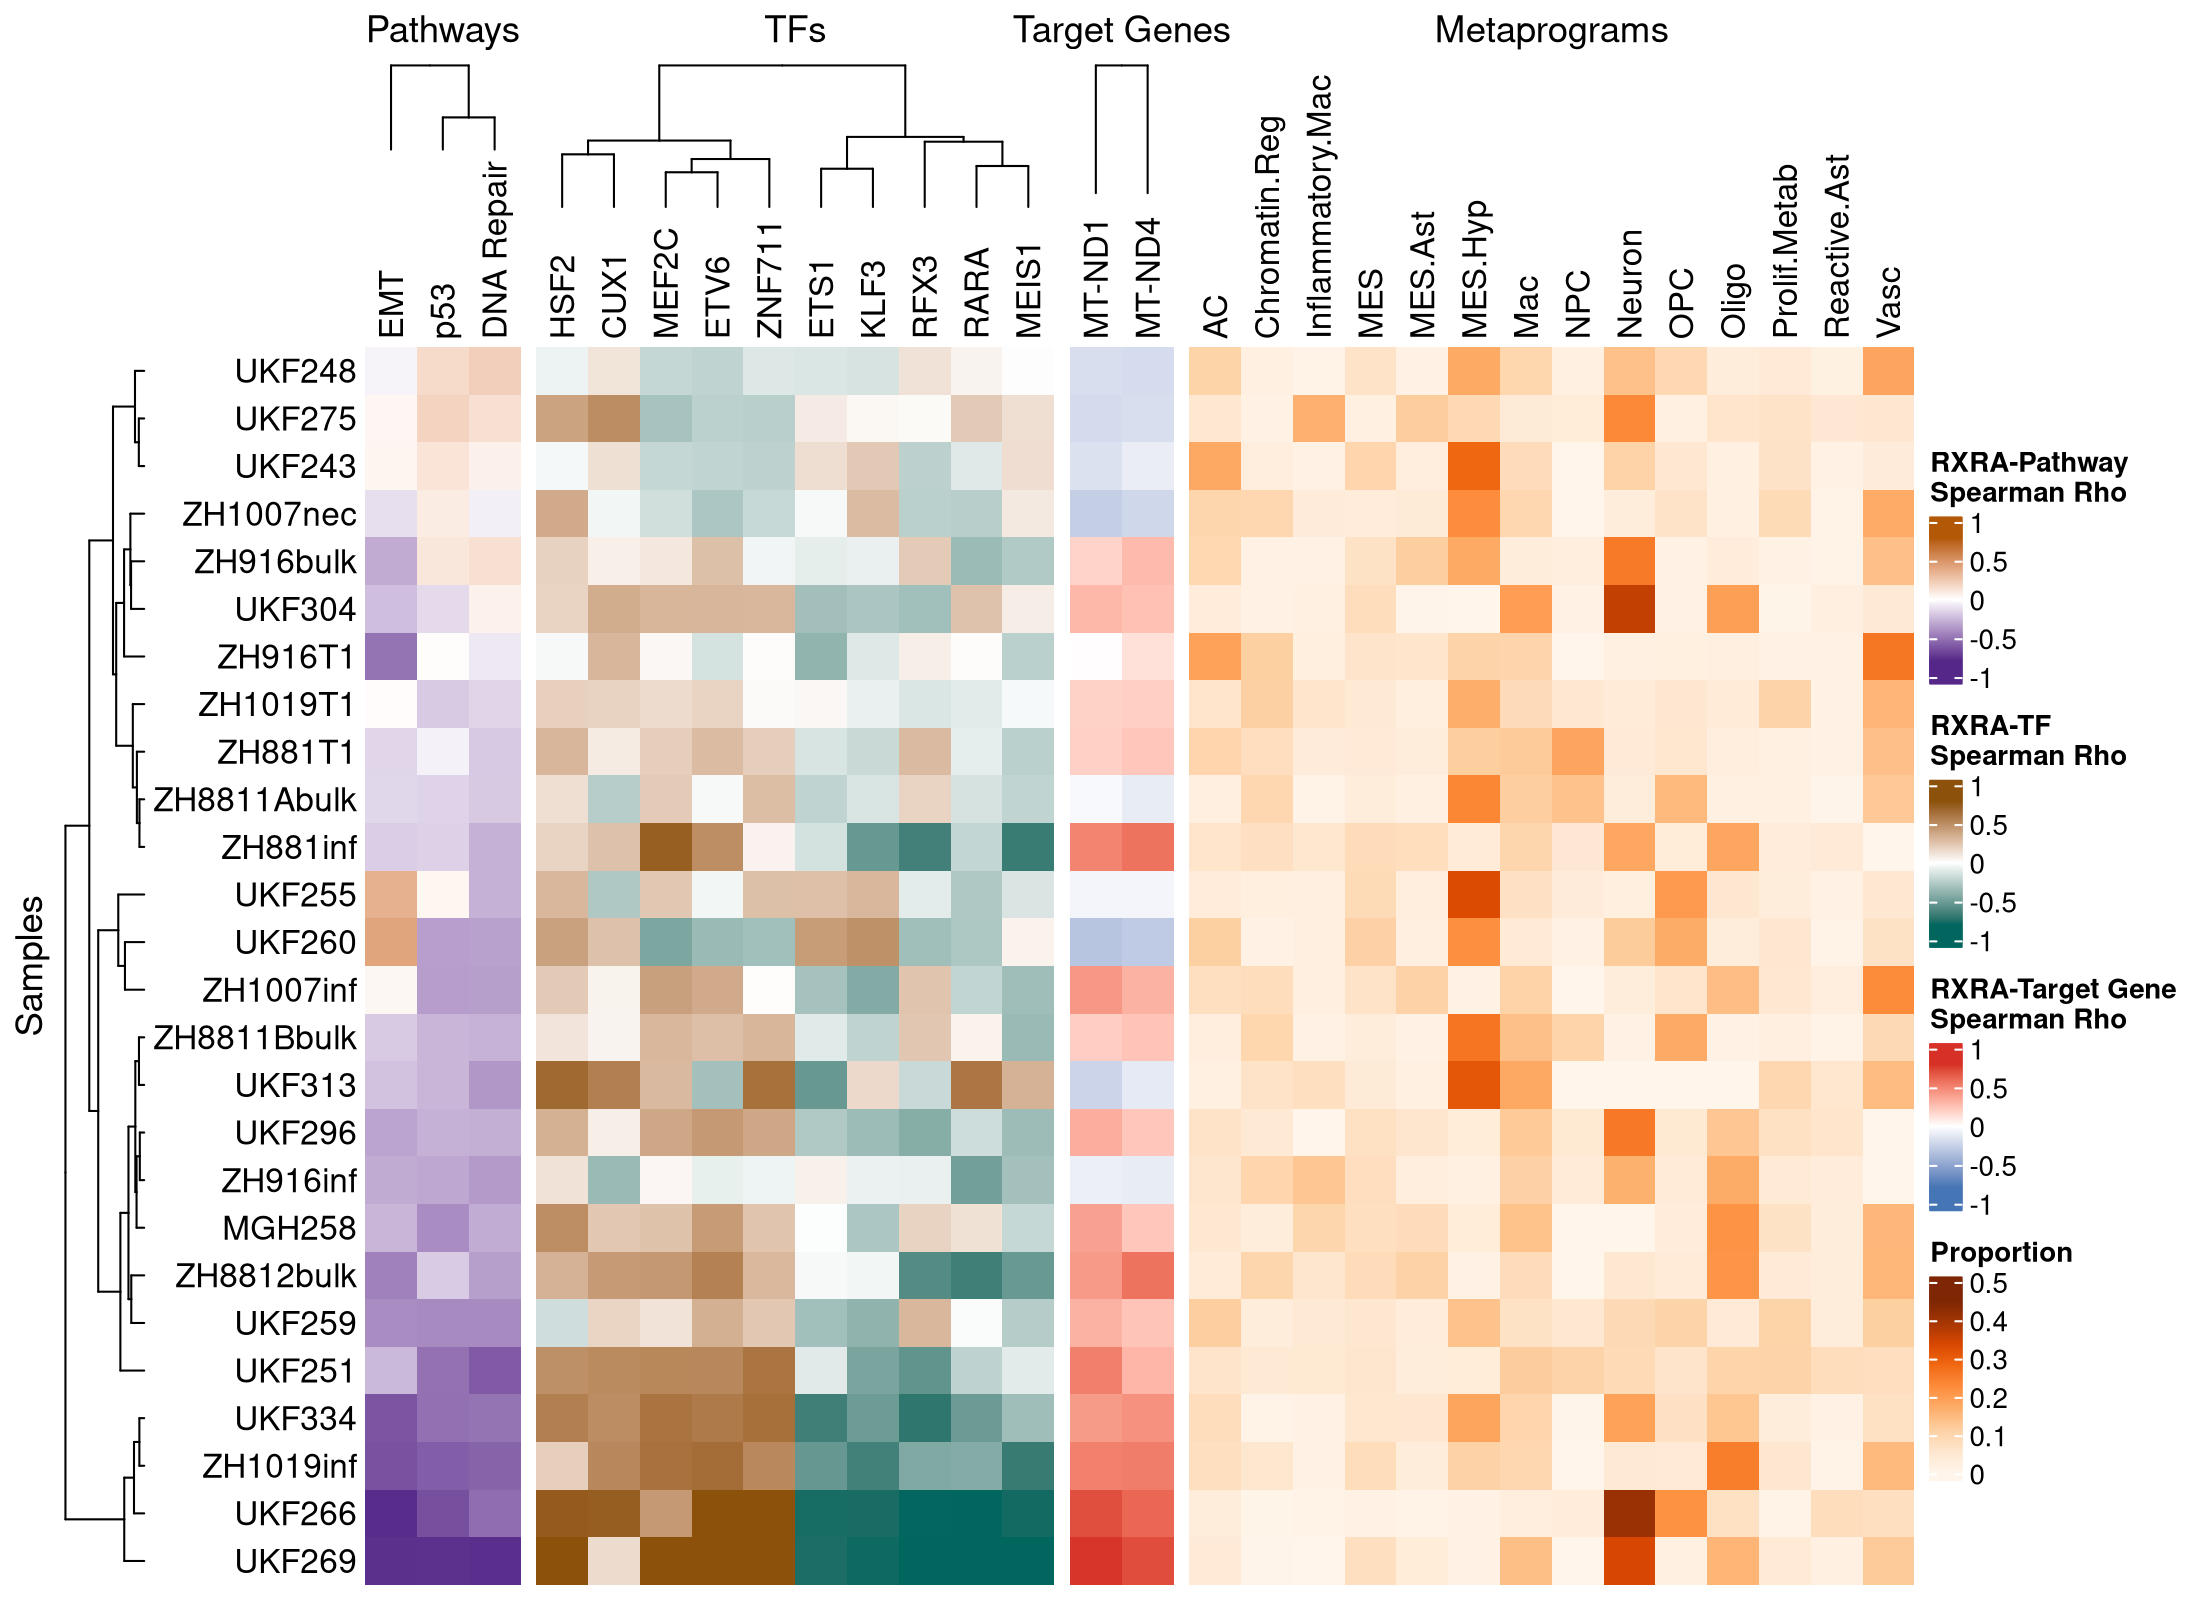 Pathways
TFs
Target Genes
Metaprograms
EMT
p53
DNA Repair
HSF2
CUX1
MEF2C
ETV6
ZNF711
ETS1
KLF3
RFX3
RARA
MEIS1
MT-ND1
MT-ND4
AC
Chromatin.Reg
Inflammatory.Mac
MES
MES.Ast
MES.Hyp
Mac
NPC
Neuron
OPC
Oligo
Prolif.Metab
Reactive.Ast
Vasc
Samples
UKF248
UKF275
UKF243
ZH1007nec
ZH916bulk
UKF304
ZH916T1
ZH1019T1
ZH881T1
ZH8811Abulk
ZH881inf
UKF255
UKF260
ZH1007inf
ZH8811Bbulk
UKF313
UKF296
ZH916inf
MGH258
ZH8812bulk
UKF259
UKF251
UKF334
ZH1019inf
UKF266
UKF269
RXRA-Pathway
Spearman Rho
1
0.5
0
-0.5
-1
RXRA-TF
Spearman Rho
1
0.5
0
-0.5
-1
RXRA-Target Gene
Spearman Rho
1
0.5
0
-0.5
-1
Proportion
0.5
0.4
0.3
0.2
0.1
0